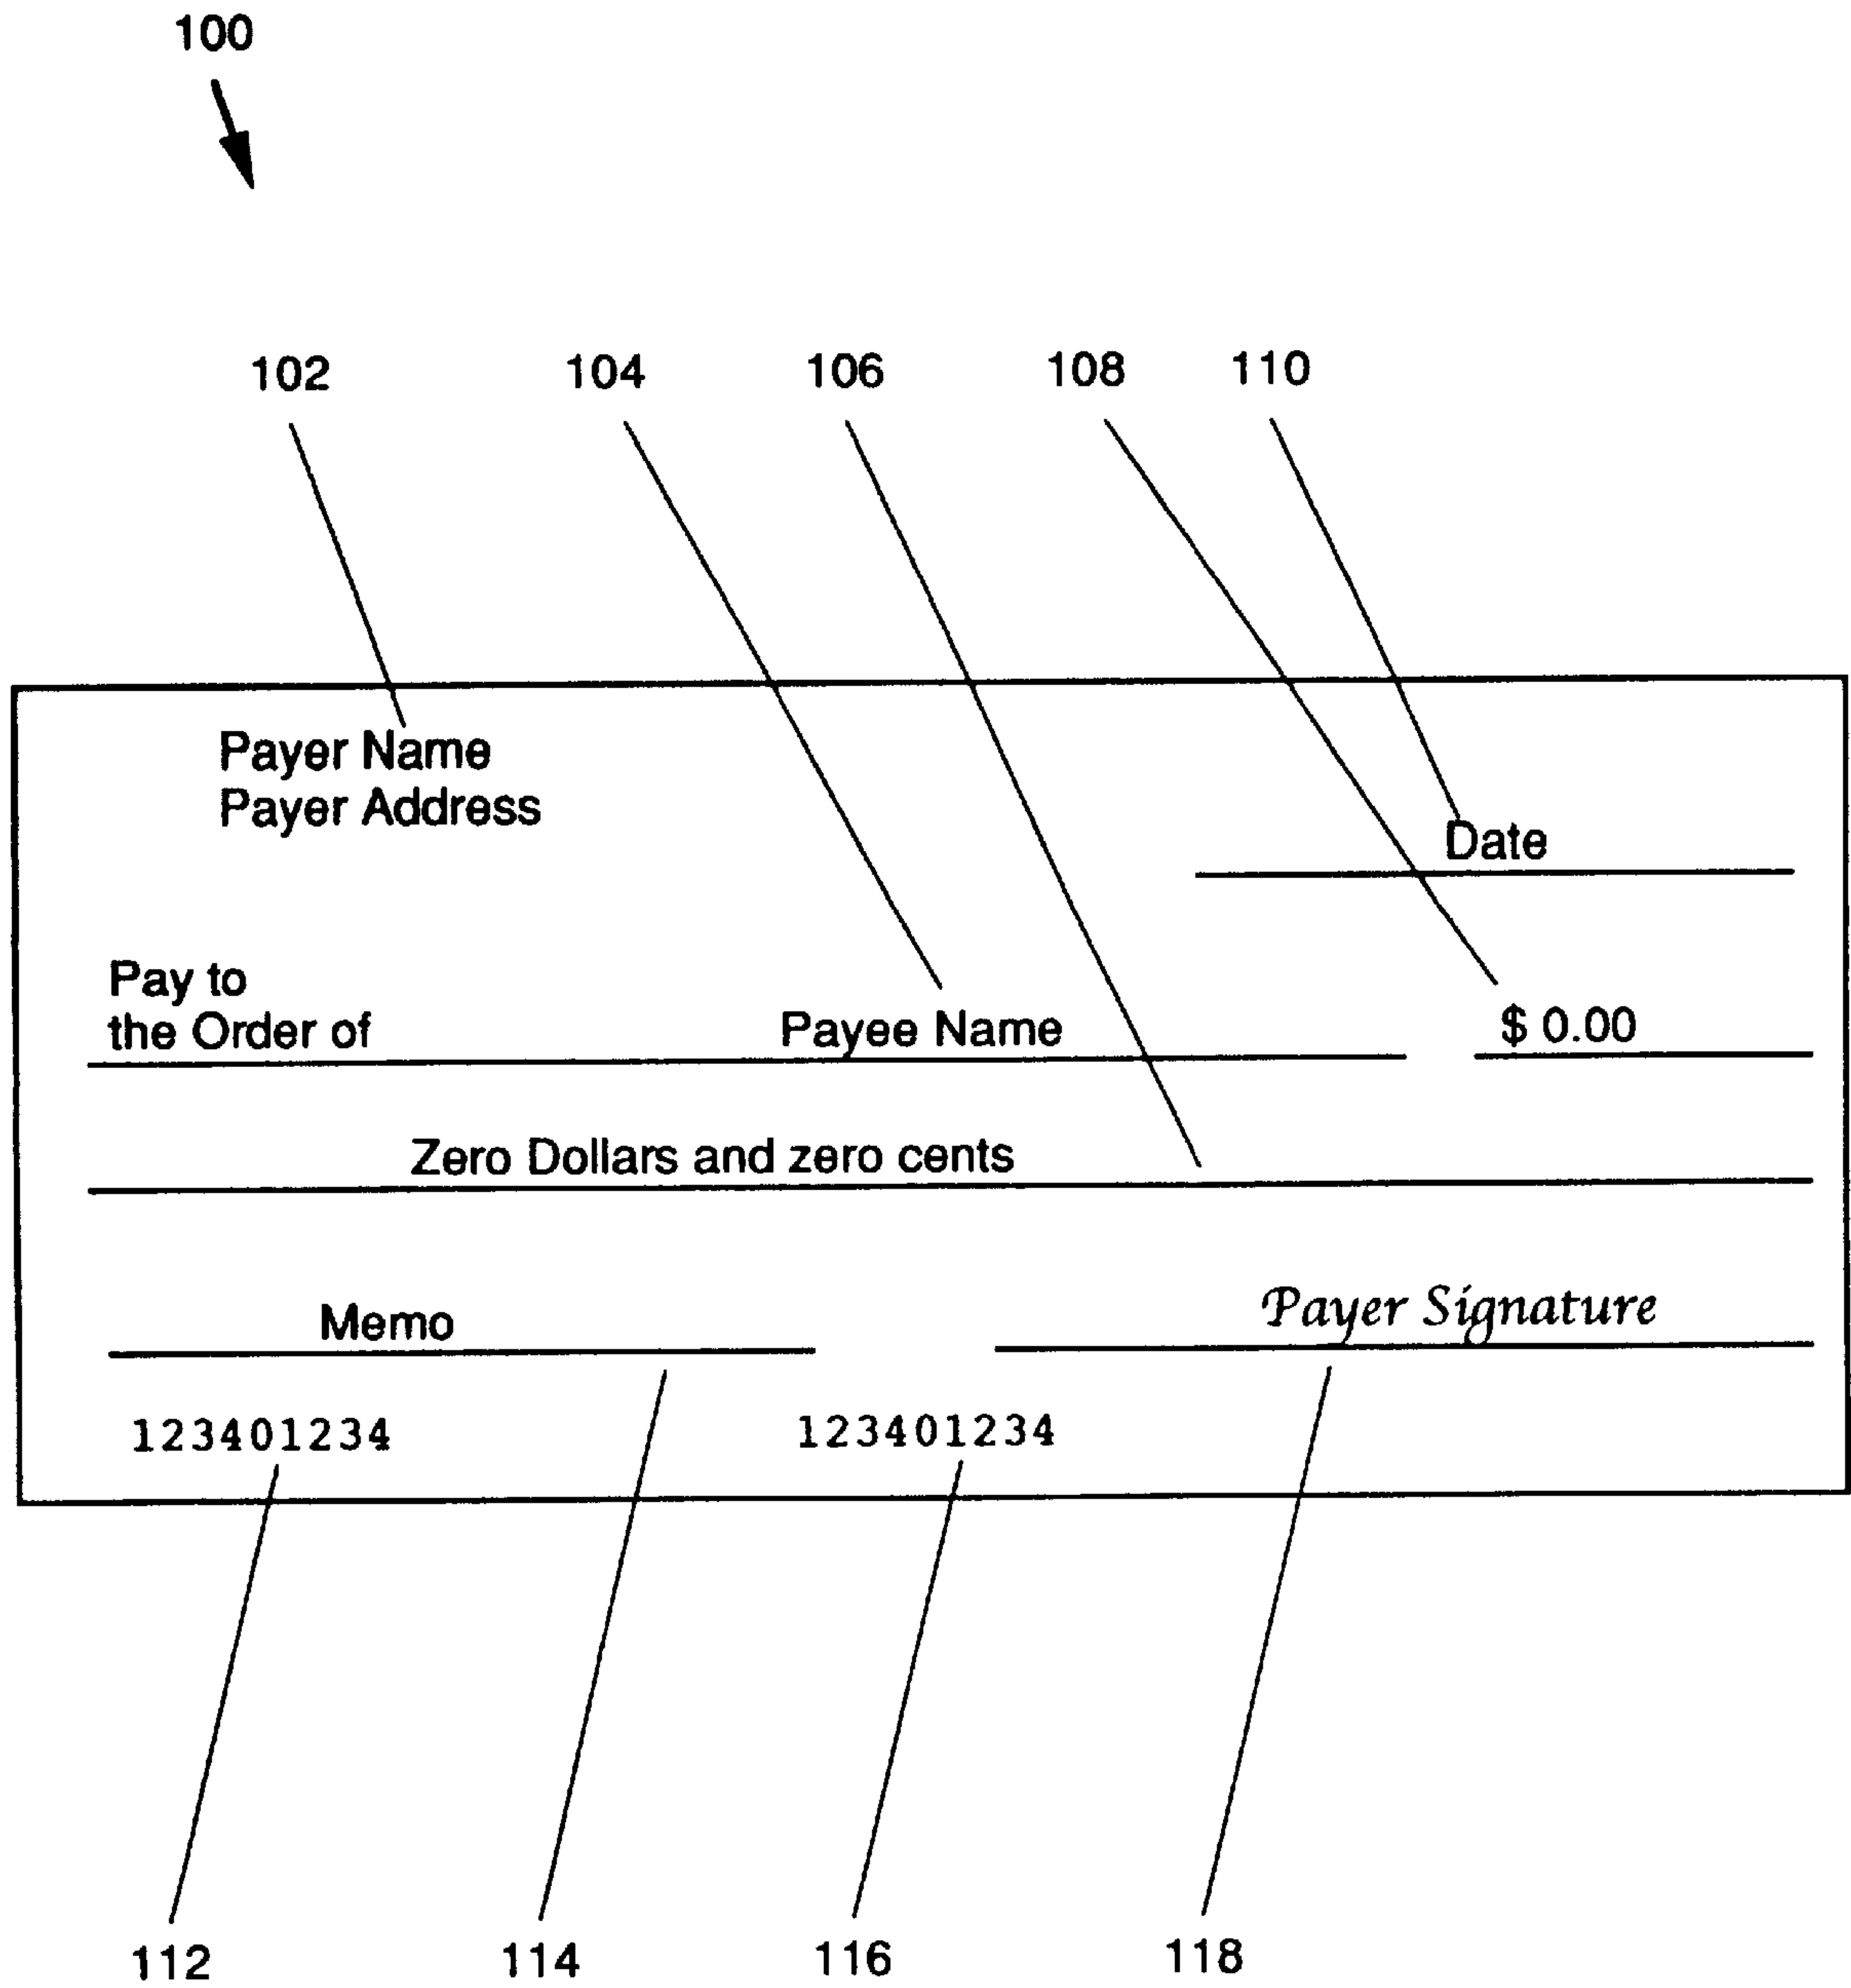 100
102 104 106 108 110
Payer Name
Payer Address
Date
Pay to
the Order of Payee Name $ 0.00
Zero Dollars and zero cents
Memo Payer Signature
123401234 123401234
112 114 116 118